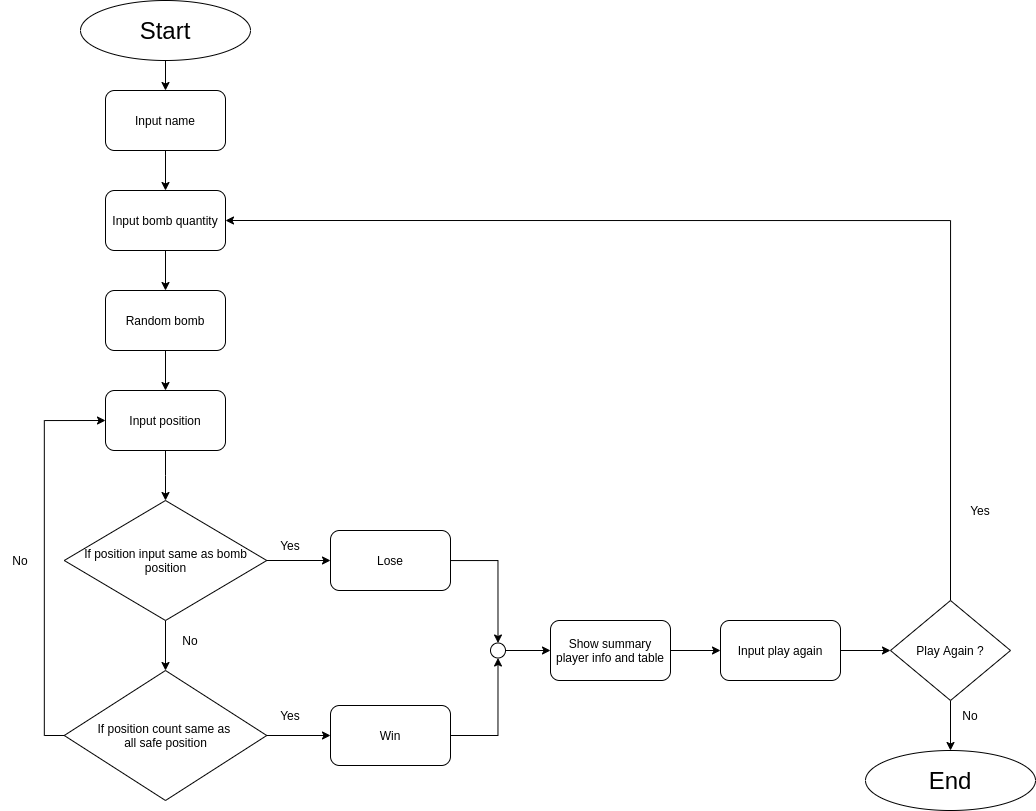 Start
Input name
Input bomb quantity
Random bomb
Input position
If position input same as bomb
position
Yes
Lose
No
No
If position count same as
all safe position
Yes
Win
Show summary
player info and table
Input play again
Play Again ?
Yes
No
End